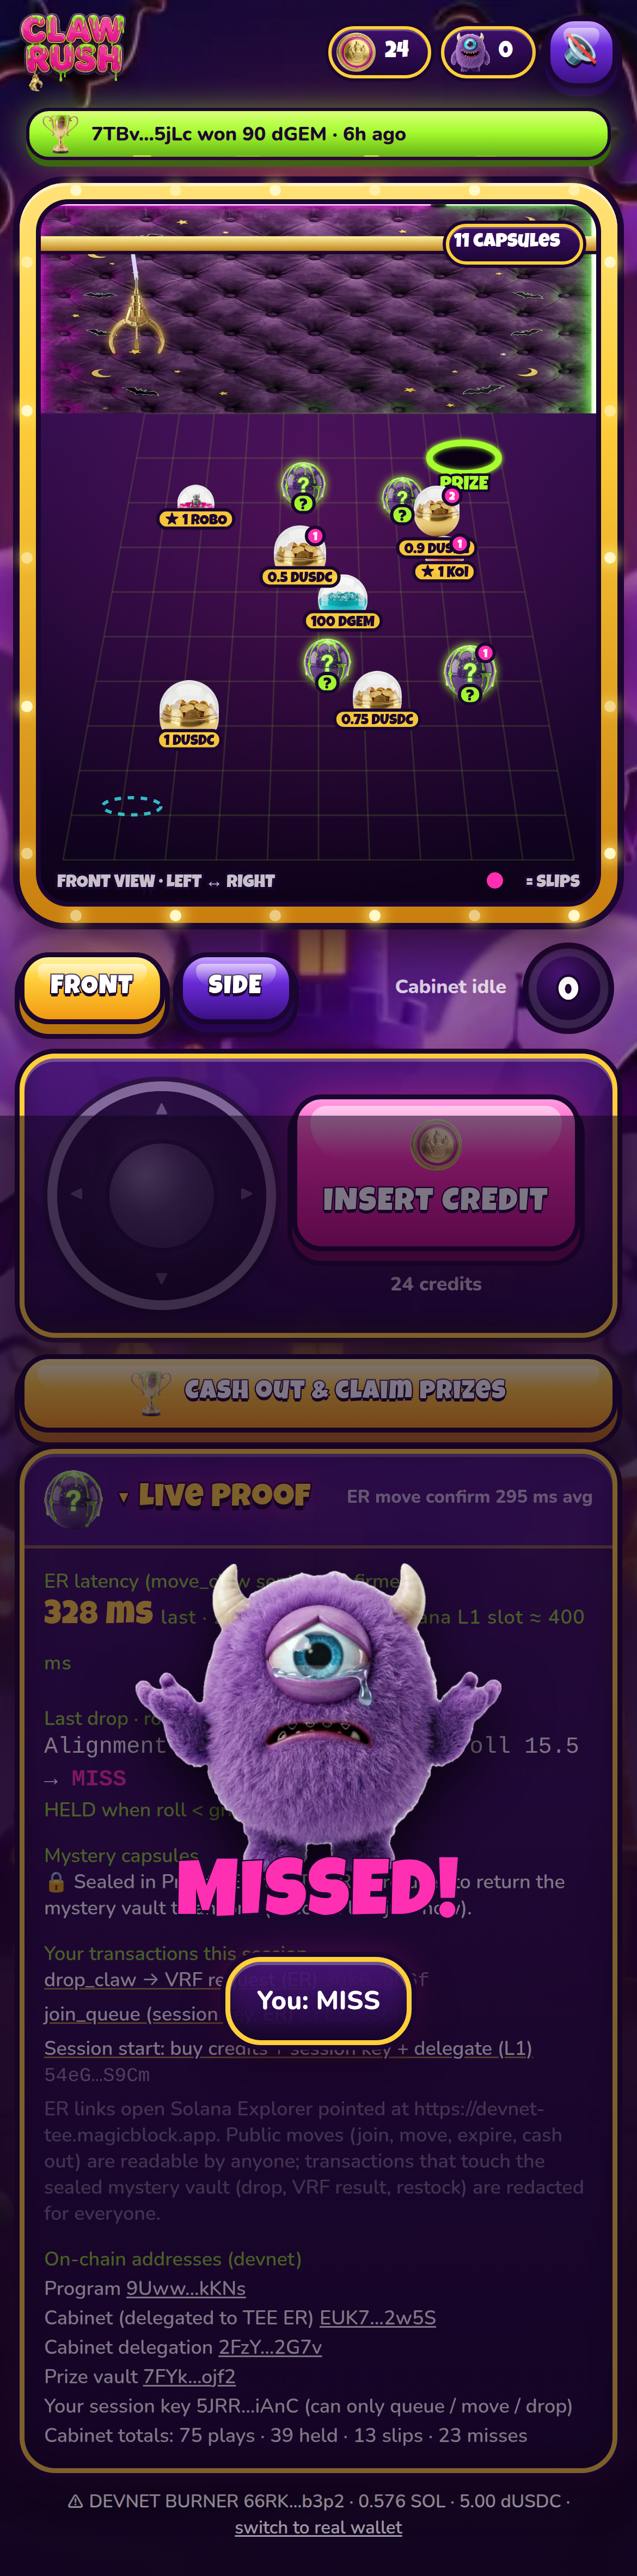 CLAW RUSH
24
0
7TBv...5jLc won 90 dGEM · 6h ago
11 CAPSULES
PRIZE
?
?
2
★ 1 ROBO
1
1
0.5 DUSDC
★ 1 KOI
100 DGEM
?
?
1
0.75 DUSDC
1 DUSDC
FRONT VIEW · LEFT ↔ RIGHT
= SLIPS
FRONT
SIDE
Cabinet idle
0
INSERT CREDIT
24 credits
CASH OUT & CLAIM PRIZES
▼ LIVE PROOF
ER move confirm 295 ms avg
ER latency
328 ms last ·
L1 slot ≈ 400
ms
Last drop ·
Alignment
15.5
→ MISS
HELD when roll <
Mystery capsules
🔒 Sealed in
to return the
mystery vault
MISSED!
Your transactions this session
drop_claw → VRF
You: MISS
join_queue (session
Session start: buy credits + session key + delegate (L1)
54eG...S9Cm
ER links open Solana Explorer pointed at https://devnet-
tee.magicblock.app. Public moves (join, move, expire, cash
out) are readable by anyone; transactions that touch the
sealed mystery vault (drop, VRF result, restock) are redacted
for everyone.
On-chain addresses (devnet)
Program 9Uww...kKNs
Cabinet (delegated to TEE ER) EUK7...2w5S
Cabinet delegation 2FzY...2G7v
Prize vault 7FYk...ojf2
Your session key 5JRR...iAnC (can only queue / move / drop)
Cabinet totals: 75 plays · 39 held · 13 slips · 23 misses
⚠ DEVNET BURNER 66RK...b3p2 · 0.576 SOL · 5.00 dUSDC ·
switch to real wallet